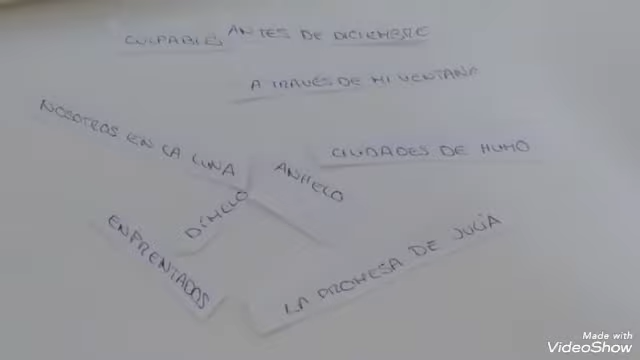 CULPABLES
ANTES DE DICIEMBRE
A TRAVÉS DE MI VENTANA
NOSOTROS EN LA LUNA
ANHELO
CIUDADES DE HUMO
DÍMELO
ENFRENTADOS
LA PROMESA DE JULIA
Made with
VideoShow